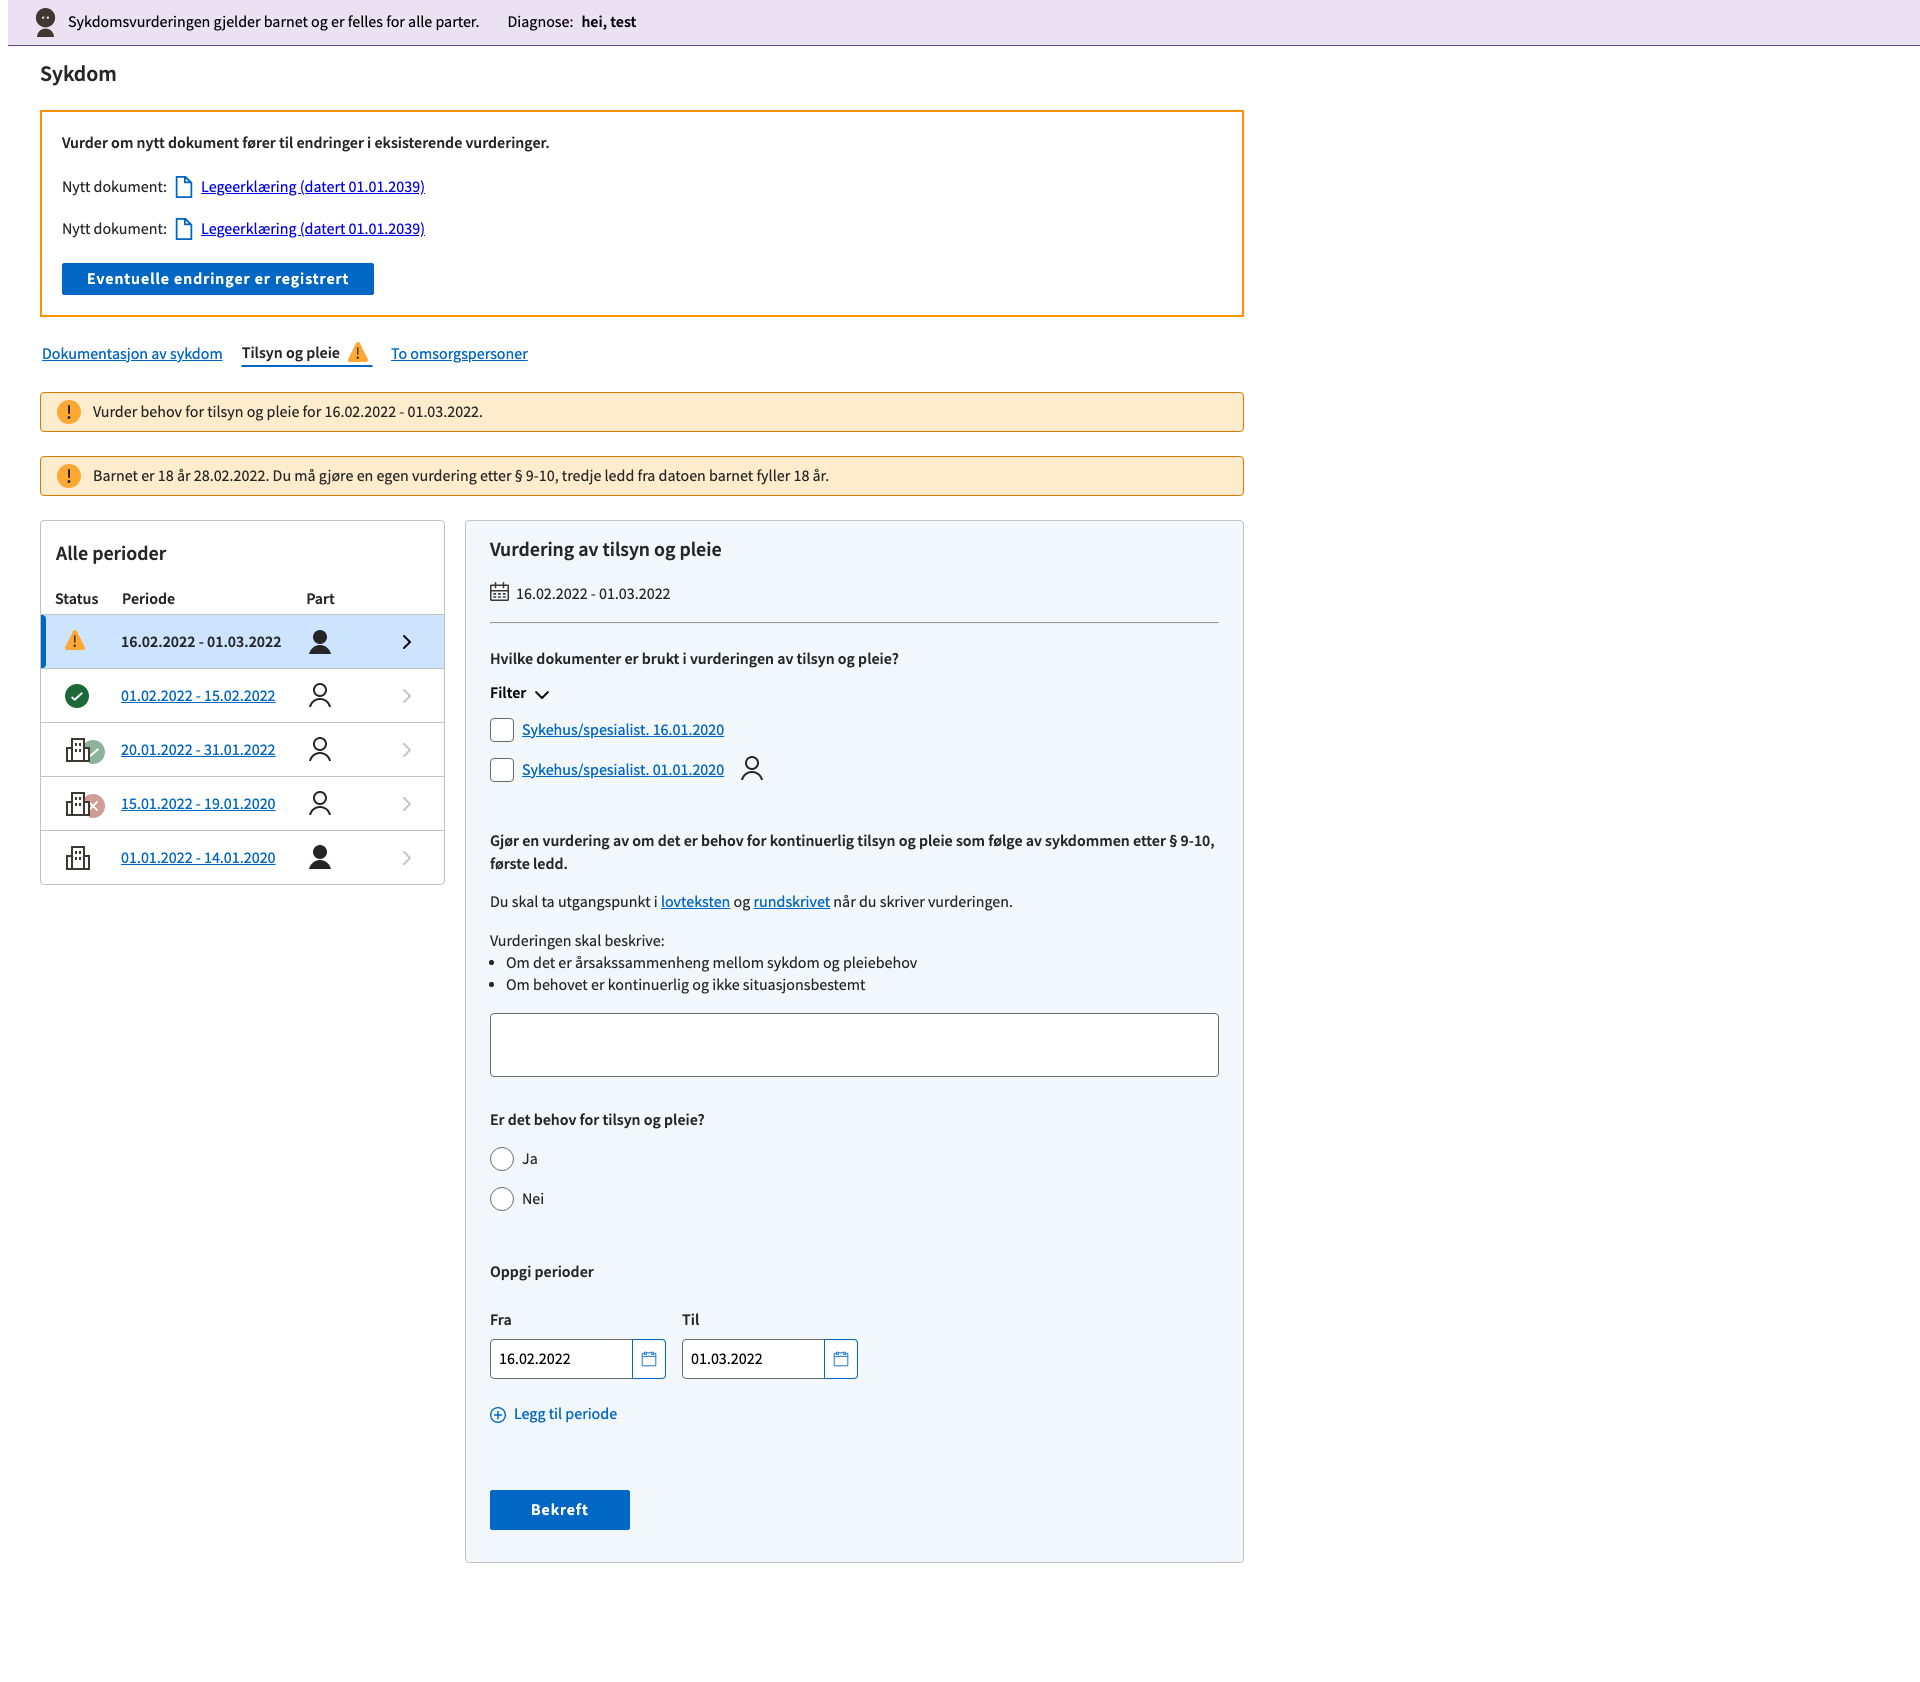 Sykdomsvurderingen gjelder barnet og er felles for alle parter. Diagnose: hei, test
Sykdom
Vurder om nytt dokument fører til endringer i eksisterende vurderinger.
Nytt dokument: Legeerklæring (datert 01.01.2039)
Nytt dokument: Legeerklæring (datert 01.01.2039)
Eventuelle endringer er registrert
Dokumentasjon av sykdom Tilsyn og pleie To omsorgspersoner
Vurder behov for tilsyn og pleie for 16.02.2022 - 01.03.2022.
Barnet er 18 år 28.02.2022. Du må gjøre en egen vurdering etter § 9-10, tredje ledd fra datoen barnet fyller 18 år.
Alle perioder
Status Periode Part
16.02.2022 - 01.03.2022
01.02.2022 - 15.02.2022
20.01.2022 - 31.01.2022
15.01.2022 - 19.01.2020
01.01.2022 - 14.01.2020
Vurdering av tilsyn og pleie
16.02.2022 - 01.03.2022
Hvilke dokumenter er brukt i vurderingen av tilsyn og pleie?
Filter
Sykehus/spesialist. 16.01.2020
Sykehus/spesialist. 01.01.2020
Gjør en vurdering av om det er behov for kontinuerlig tilsyn og pleie som følge av sykdommen etter § 9-10,
første ledd.
Du skal ta utgangspunkt i lovteksten og rundskrivet når du skriver vurderingen.
Vurderingen skal beskrive:
• Om det er årsakssammenheng mellom sykdom og pleiebehov
• Om behovet er kontinuerlig og ikke situasjonsbestemt
Er det behov for tilsyn og pleie?
Ja
Nei
Oppgi perioder
Fra Til
16.02.2022 01.03.2022
Legg til periode
Bekreft